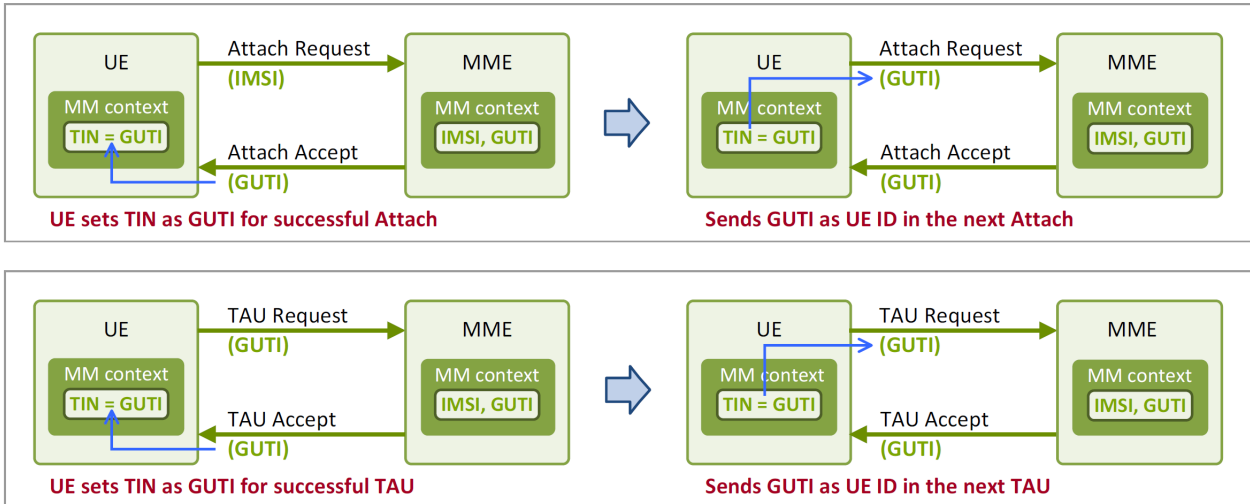 UE
Attach Request
(IMSI)
MME
MM context
TIN = GUTI
MM context
IMSI, GUTI
Attach Accept
(GUTI)
UE sets TIN as GUTI for successful Attach
UE
Attach Request
(GUTI)
MME
MM context
TIN = GUTI
MM context
IMSI, GUTI
Attach Accept
(GUTI)
Sends GUTI as UE ID in the next Attach
UE
TAU Request
(GUTI)
MME
MM context
TIN = GUTI
MM context
IMSI, GUTI
TAU Accept
(GUTI)
UE sets TIN as GUTI for successful TAU
UE
TAU Request
(GUTI)
MME
MM context
TIN = GUTI
MM context
IMSI, GUTI
TAU Accept
(GUTI)
Sends GUTI as UE ID in the next TAU